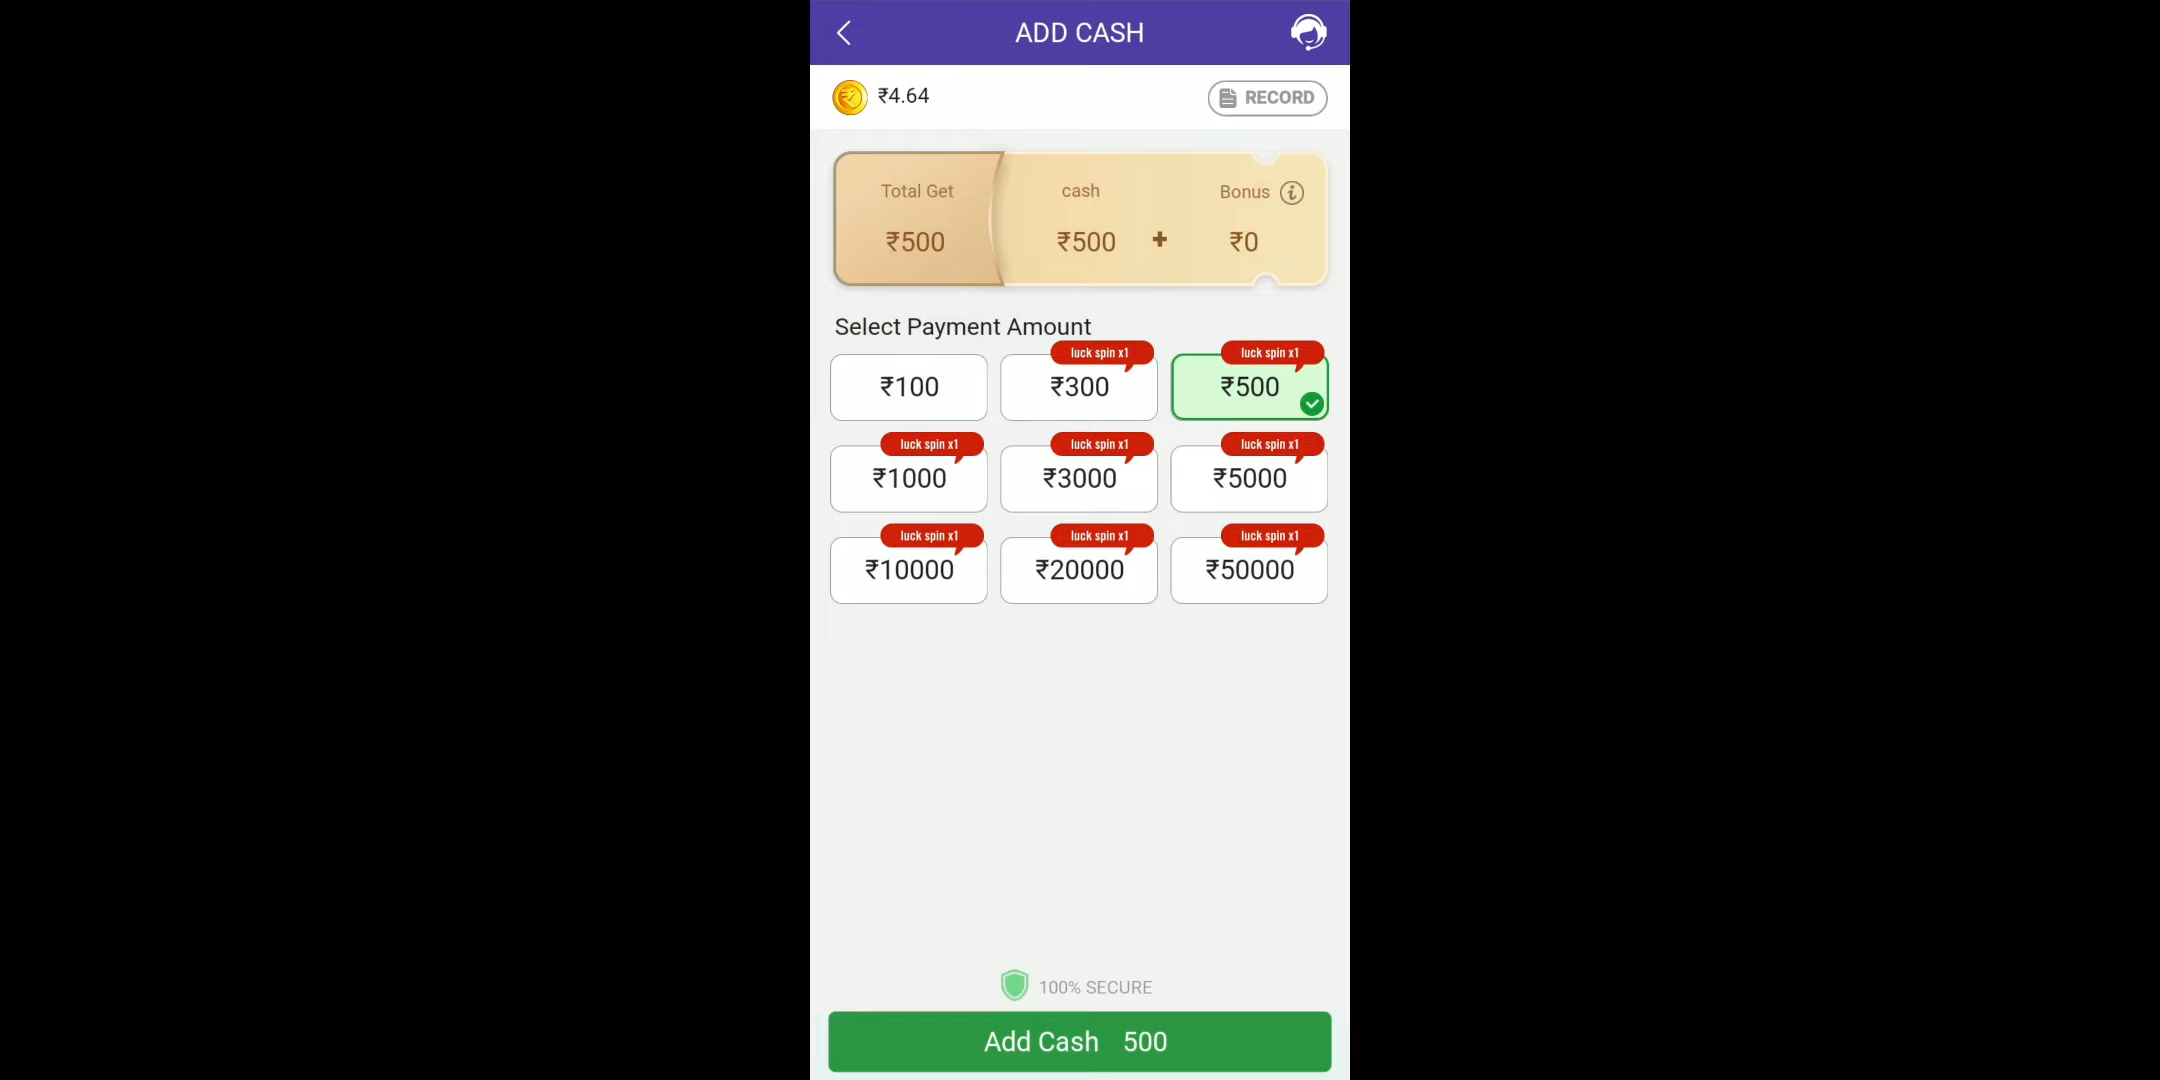 ADD CASH
₹4.64
RECORD
Total Get cash Bonus i
₹500 ₹500 + ₹0
Select Payment Amount
luck spin x1 luck spin x1
₹100 ₹300 ₹500
luck spin x1 luck spin x1 luck spin x1
₹1000 ₹3000 ₹5000
luck spin x1 luck spin x1 luck spin x1
₹10000 ₹20000 ₹50000
100% SECURE
Add Cash 500